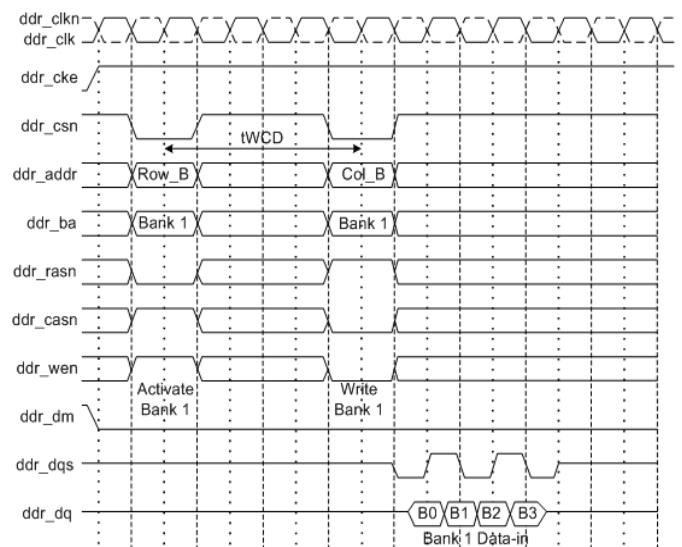 ddr_clkn
ddr_clk
ddr_cke
ddr_csn
tWCD
ddr_addr Row_B Col_B
ddr_ba Bank 1 Bank 1
ddr_rasn
ddr_casn
ddr_wen
Activate Write
Bank 1 Bank 1
ddr_dm
ddr_dqs
ddr_dq B0 B1 B2 B3
Bank 1 Data-in